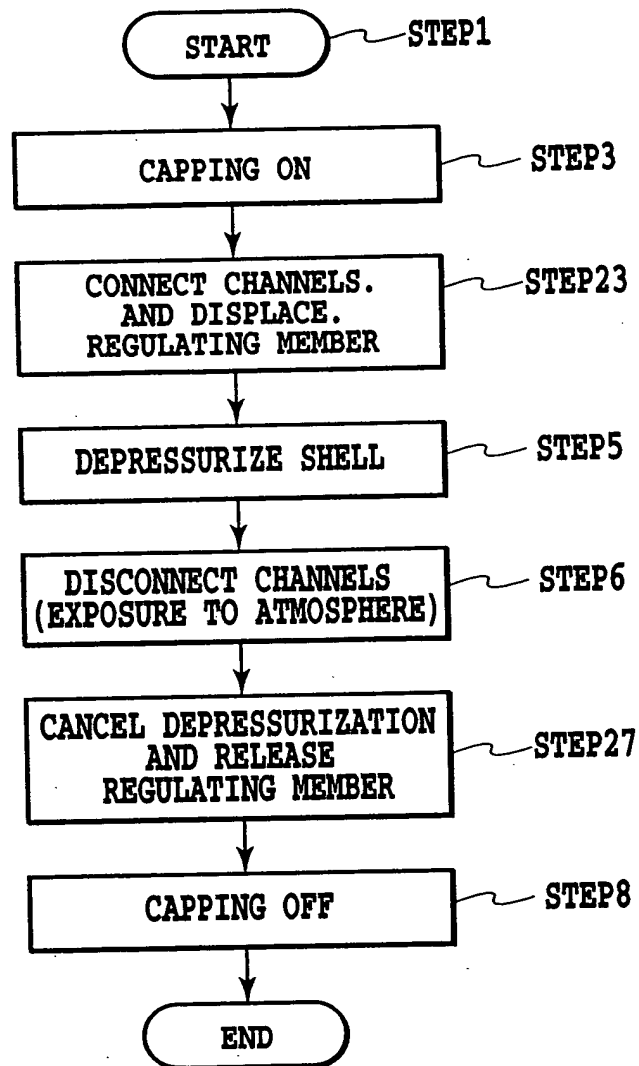 START
STEP1
CAPPING ON
STEP3
CONNECT CHANNELS.
AND DISPLACE.
REGULATING MEMBER
STEP23
DEPRESSURIZE SHELL
STEP5
DISCONNECT CHANNELS
(EXPOSURE TO ATMOSPHERE)
STEP6
CANCEL DEPRESSURIZATION
AND RELEASE
REGULATING MEMBER
STEP27
CAPPING OFF
STEP8
END